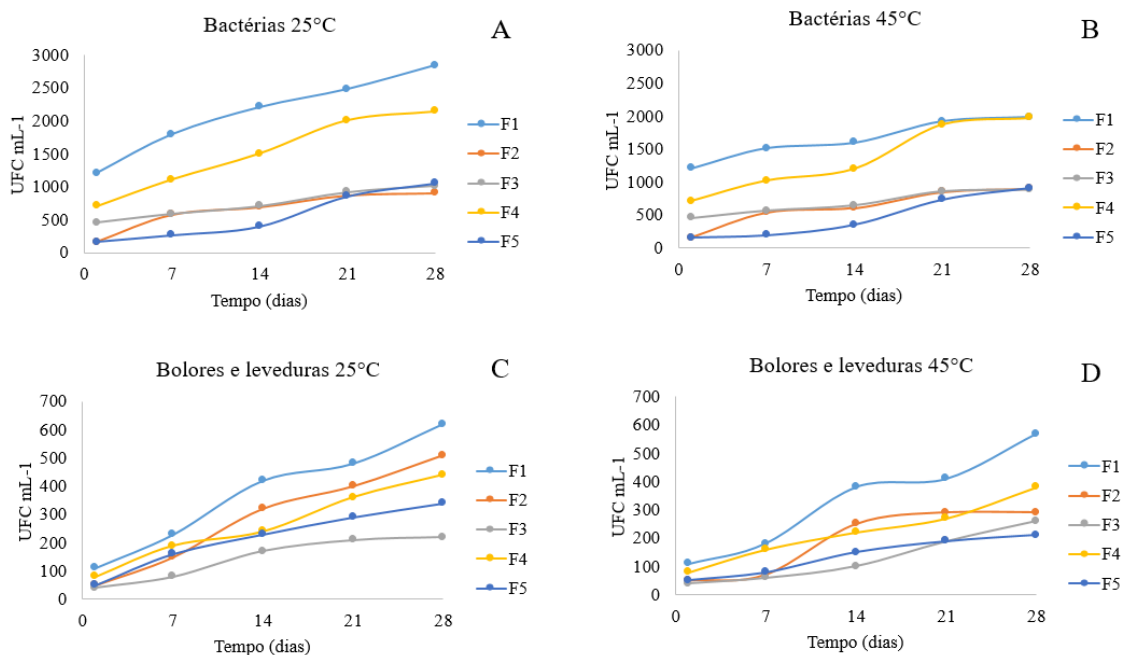 Bactérias 25°C
A
3000
2500
2000
1500
1000
500
0
UFC mL-1
0 7 14 21 28
Tempo (dias)
F1
F2
F3
F4
F5
Bactérias 45°C
B
3000
2500
2000
1500
1000
500
0
UFC mL-1
0 7 14 21 28
Tempo (dias)
F1
F2
F3
F4
F5
Bolores e leveduras 25°C
C
700
600
500
400
300
200
100
0
UFC mL-1
0 7 14 21 28
Tempo (dias)
F1
F2
F3
F4
F5
Bolores e leveduras 45°C
D
700
600
500
400
300
200
100
0
UFC mL-1
0 7 14 21 28
Tempo (dias)
F1
F2
F3
F4
F5